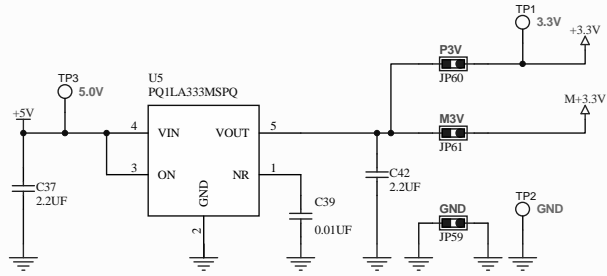 TP1
3.3V
+3.3V
P3V
JP60
TP3
5.0V
U5
PQ1LA333MSPQ
+5V
4
VIN
VOUT
5
M3V
JP61
M+3.3V
3
ON
NR
1
GND
2
C37
2.2UF
C39
0.01UF
C42
2.2UF
GND
JP59
TP2
GND